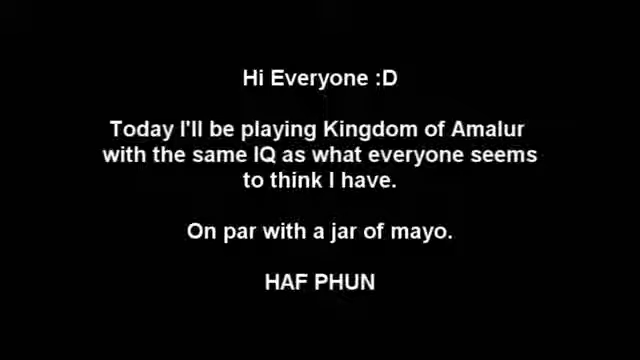 Hi Everyone :D
Today I'll be playing Kingdom of Amalur
with the same IQ as what everyone seems
to think I have.
On par with a jar of mayo.
HAF PHUN